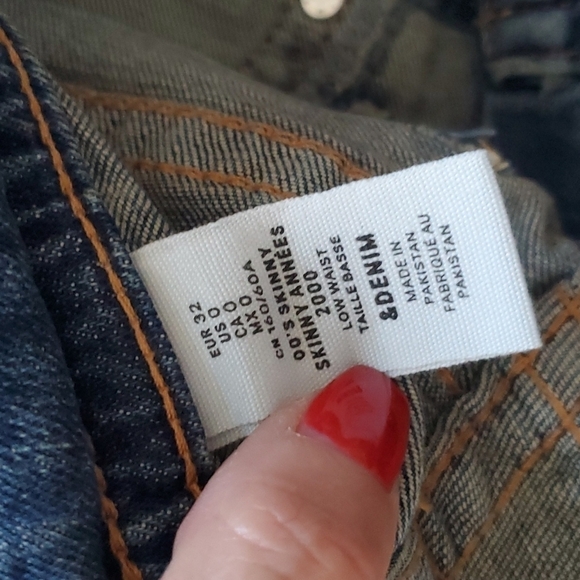 EUR 32
US 0
CA 0
MX 0
CN 160/60A
00'S SKINNY
SKINNY ANNÉES
2000
LOW WAIST
TAILLE BASSE
&DENIM
MADE IN
PAKISTAN
FABRIQUÉ AU
PAKISTAN